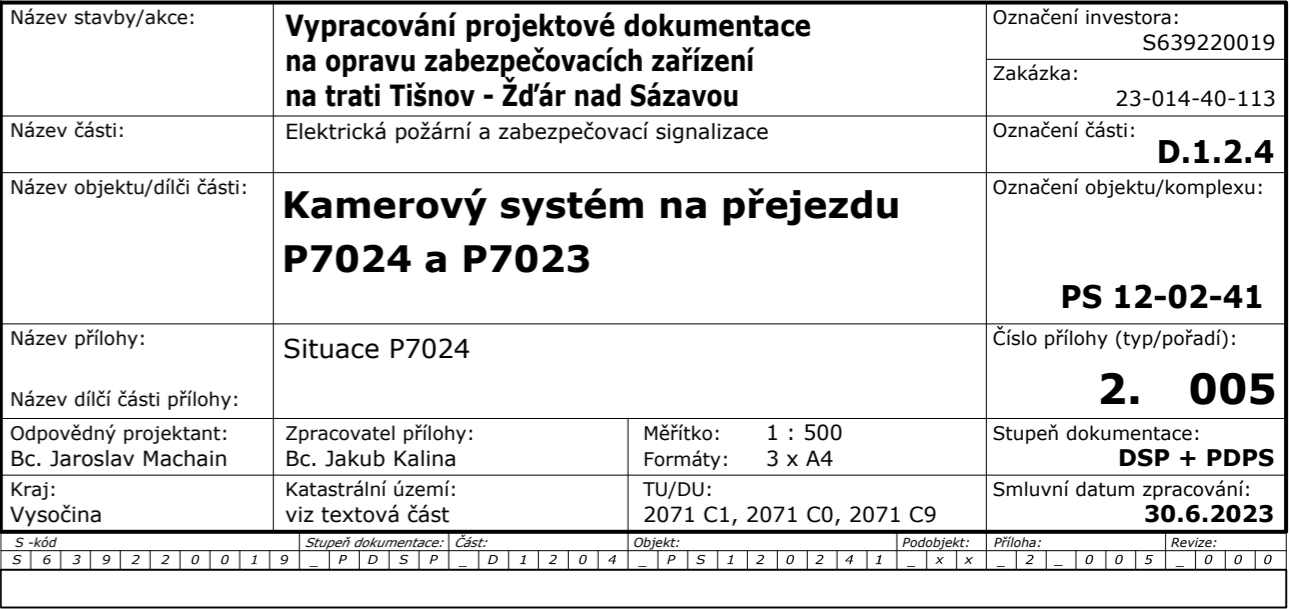 Název stavby/akce:
Vypracování projektové dokumentace
na opravu zabezpečovacích zařízení
na trati Tišnov - Žďár nad Sázavou
Označení investora:
S639220019
Zakázka:
23-014-40-113
Název části:
Elektrická požární a zabezpečovací signalizace
Označení části:
D.1.2.4
Název objektu/dílči části:
Kamerový systém na přejezdu
P7024 a P7023
Označení objektu/komplexu:
PS 12-02-41
Název přílohy:
Situace P7024
Název dílčí části přílohy:
Číslo přílohy (typ/pořadí):
2. 005
Odpovědný projektant:
Bc. Jaroslav Machain
Zpracovatel přílohy:
Bc. Jakub Kalina
Měřítko: 1 : 500
Formáty: 3 x A4
Stupeň dokumentace:
DSP + PDPS
Kraj:
Vysočina
Katastrální území:
viz textová část
TU/DU:
2071 C1, 2071 C0, 2071 C9
Smluvní datum zpracování:
30.6.2023
S -kód Stupeň dokumentace: Část: Objekt: Podobjekt: Příloha: Revize:
S 6 3 9 2 2 0 0 1 9 _ P D S P _ D 1 2 0 4 _ P S 1 2 0 2 4 1 _ x x _ 2 _ 0 0 5 _ 0 0 0